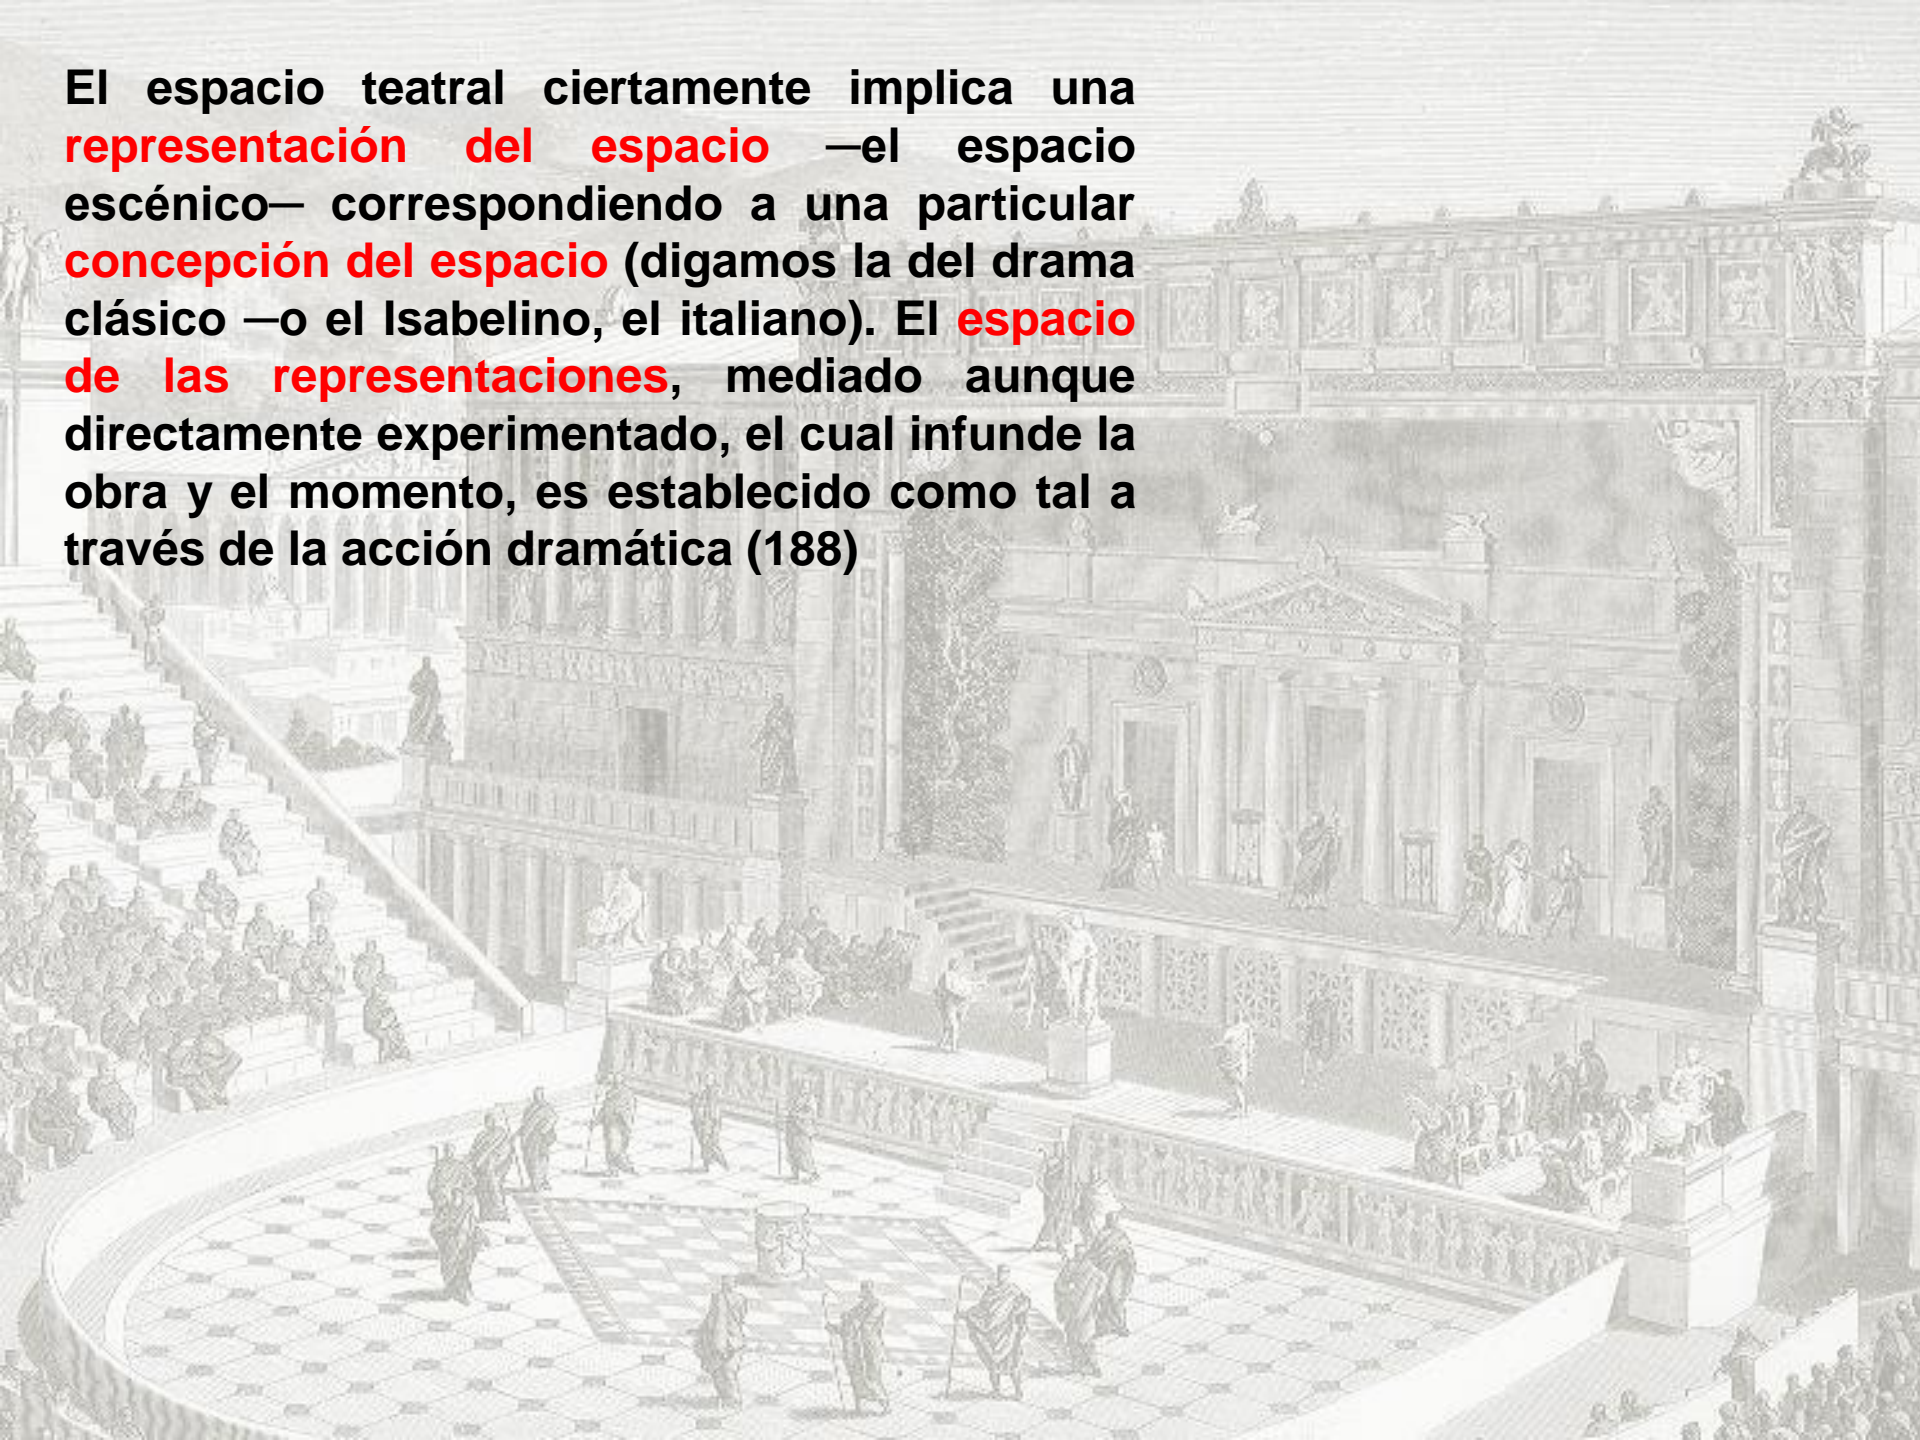 El espacio teatral ciertamente implica una
representación del espacio —el espacio
escénico— correspondiendo a una particular
concepción del espacio (digamos la del drama
clásico —o el Isabelino, el italiano). El espacio
de las representaciones, mediado aunque
directamente experimentado, el cual infunde la
obra y el momento, es establecido como tal a
través de la acción dramática (188)